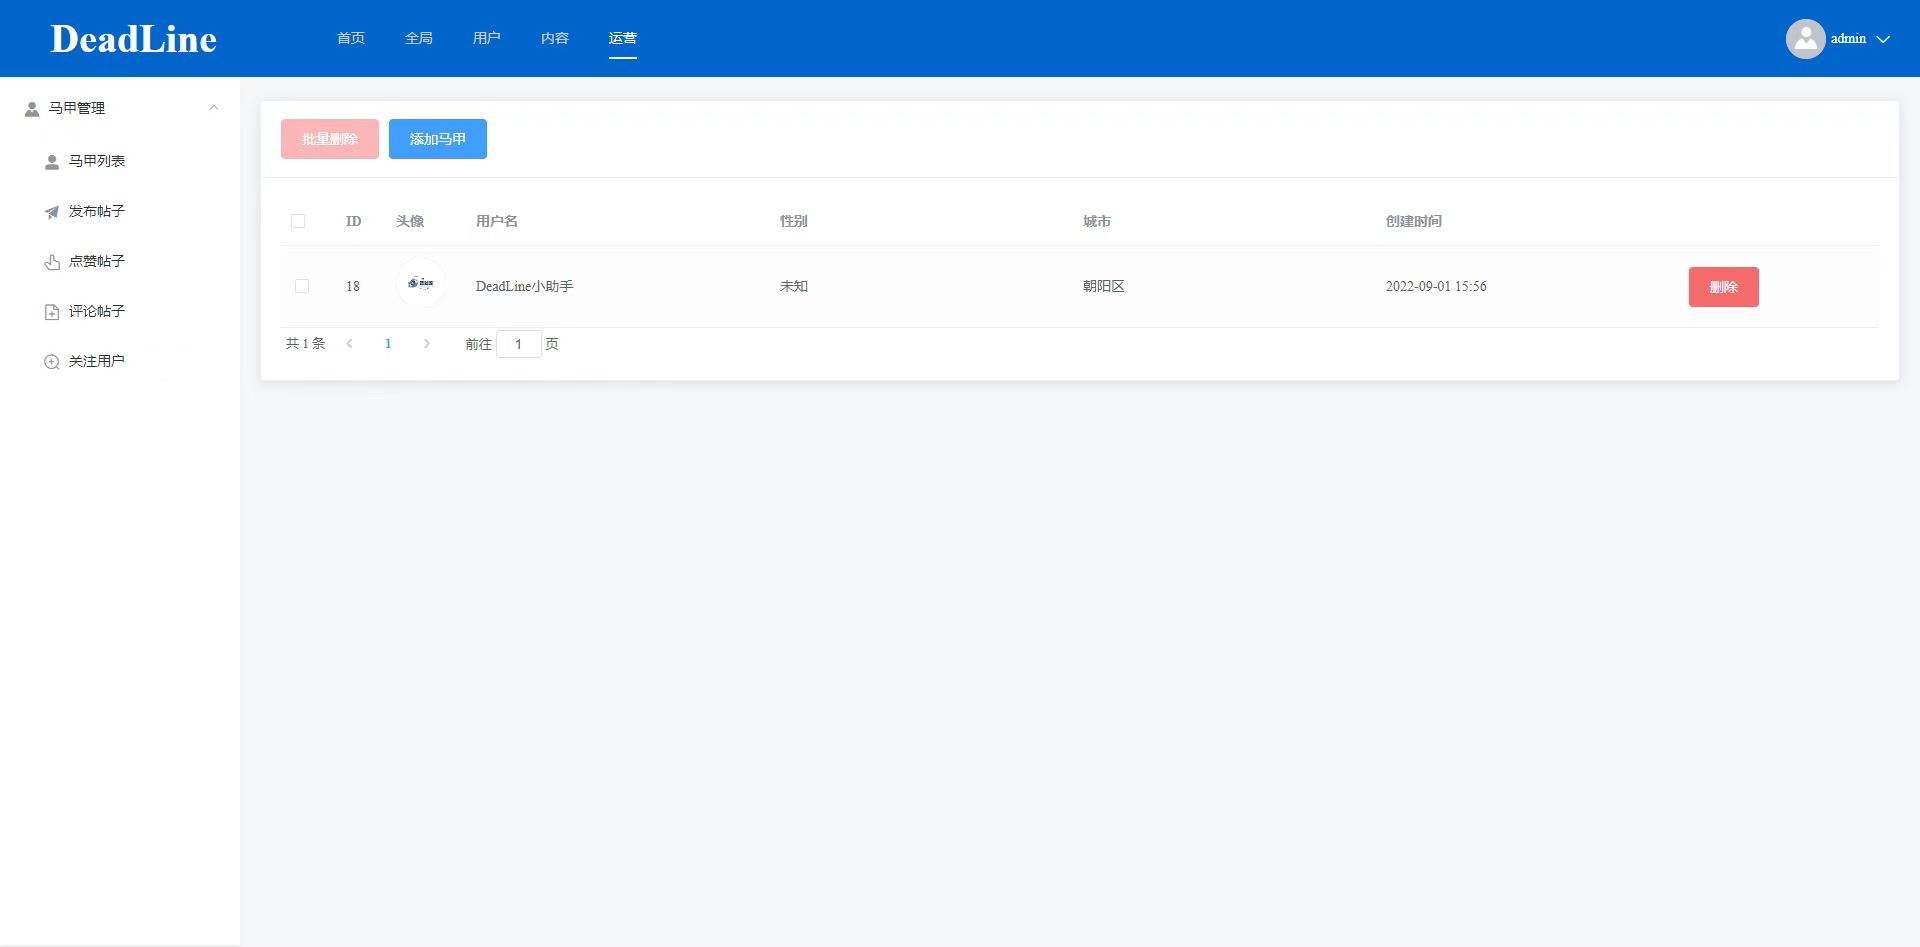 DeadLine
首页 全局 用户 内容 运营
admin
马甲管理
马甲列表
发布帖子
点赞帖子
评论帖子
关注用户
批量删除 添加马甲
ID 头像 用户名 性别 城市 创建时间
18 DeadLine小助手 未知 朝阳区 2022-09-01 15:56 删除
共 1 条 1 前往 1 页